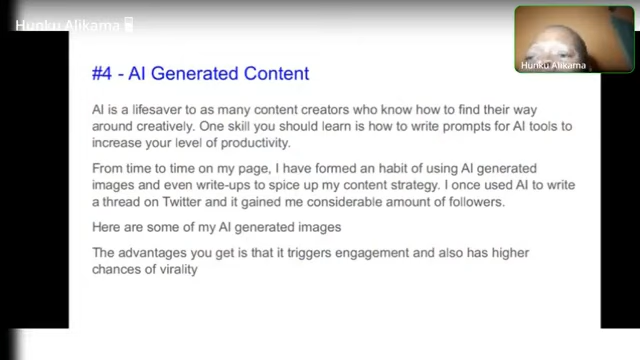 Hunku Alikama
Hunku Alikama
#4 - AI Generated Content
AI is a lifesaver to as many content creators who know how to find their way
around creatively. One skill you should learn is how to write prompts for AI tools to
increase your level of productivity.
From time to time on my page, I have formed an habit of using AI generated
images and even write-ups to spice up my content strategy. I once used AI to write
a thread on Twitter and it gained me considerable amount of followers.
Here are some of my AI generated images
The advantages you get is that it triggers engagement and also has higher
chances of virality